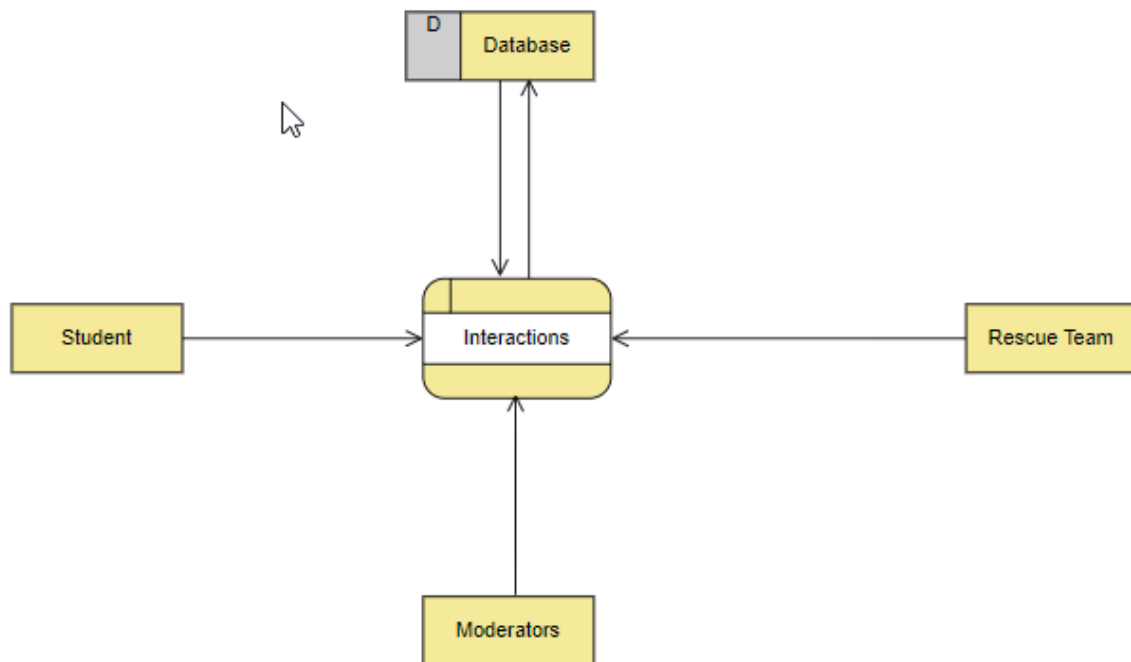 D
Database
Student
Interactions
Rescue Team
Moderators